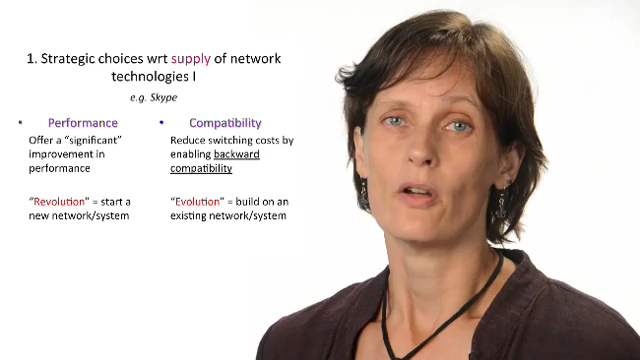 1. Strategic choices wrt supply of network
technologies I
e.g. Skype
• Performance
Offer a “significant”
improvement in
performance
“Revolution” = start a
new network/system
• Compatibility
Reduce switching costs by
enabling backward
compatibility
“Evolution” = build on an
existing network/system